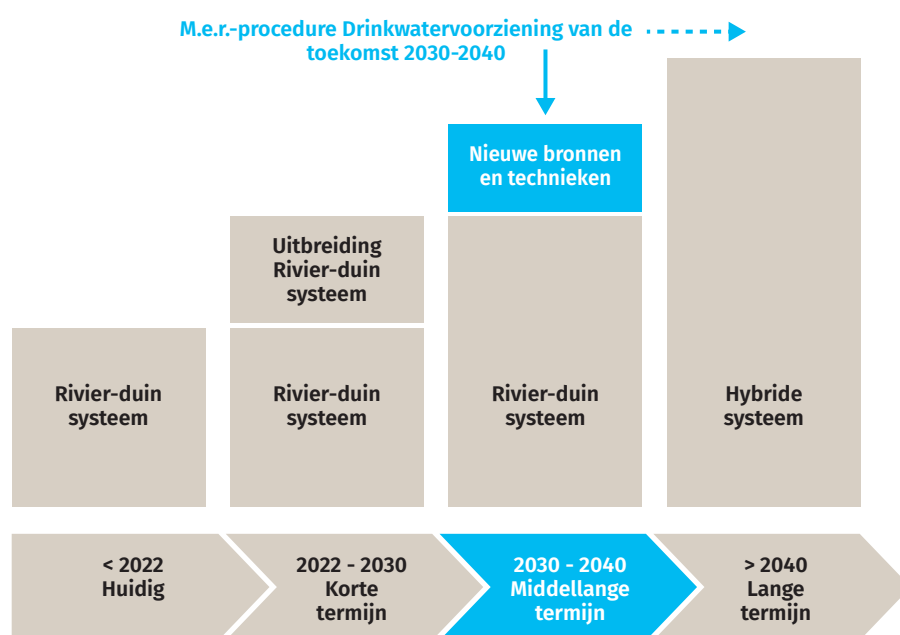 M.e.r.-procedure Drinkwatervoorziening van de
toekomst 2030-2040
Nieuwe bronnen
en technieken
Uitbreiding
Rivier-duin
systeem
Rivier-duin
systeem
Rivier-duin
systeem
Rivier-duin
systeem
Hybride
systeem
< 2022
Huidig
2022 - 2030
Korte
termijn
2030 - 2040
Middellange
termijn
> 2040
Lange
termijn